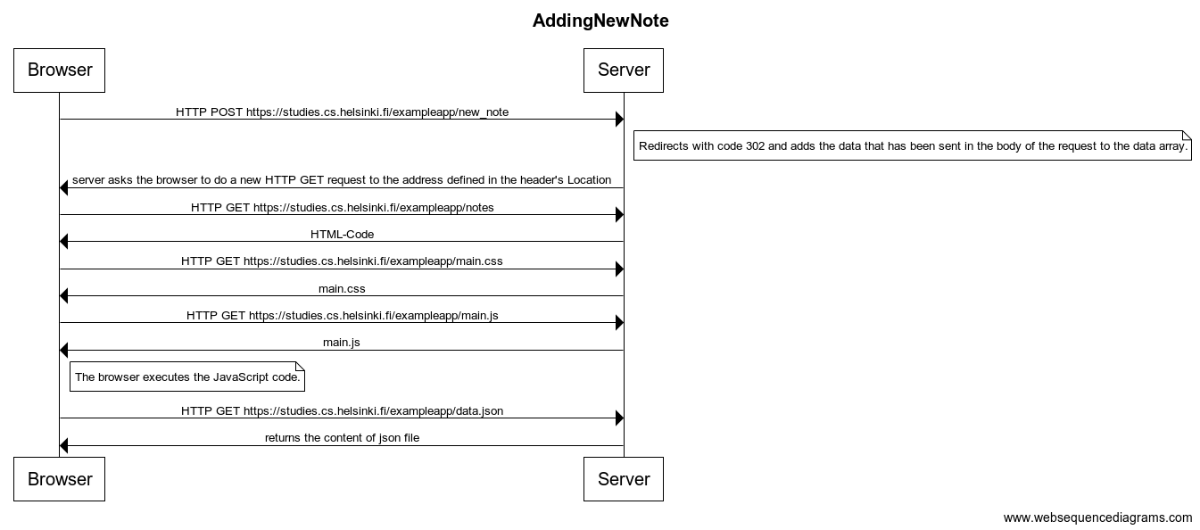 AddingNewNote
Browser
Server
HTTP POST https://studies.cs.helsinki.fi/exampleapp/new_note
Redirects with code 302 and adds the data that has been sent in the body of the request to the data array.
server asks the browser to do a new HTTP GET request to the address defined in the header's Location
HTTP GET https://studies.cs.helsinki.fi/exampleapp/notes
HTML-Code
HTTP GET https://studies.cs.helsinki.fi/exampleapp/main.css
main.css
HTTP GET https://studies.cs.helsinki.fi/exampleapp/main.js
main.js
The browser executes the JavaScript code.
HTTP GET https://studies.cs.helsinki.fi/exampleapp/data.json
returns the content of json file
Browser
Server
www.websequencediagrams.com